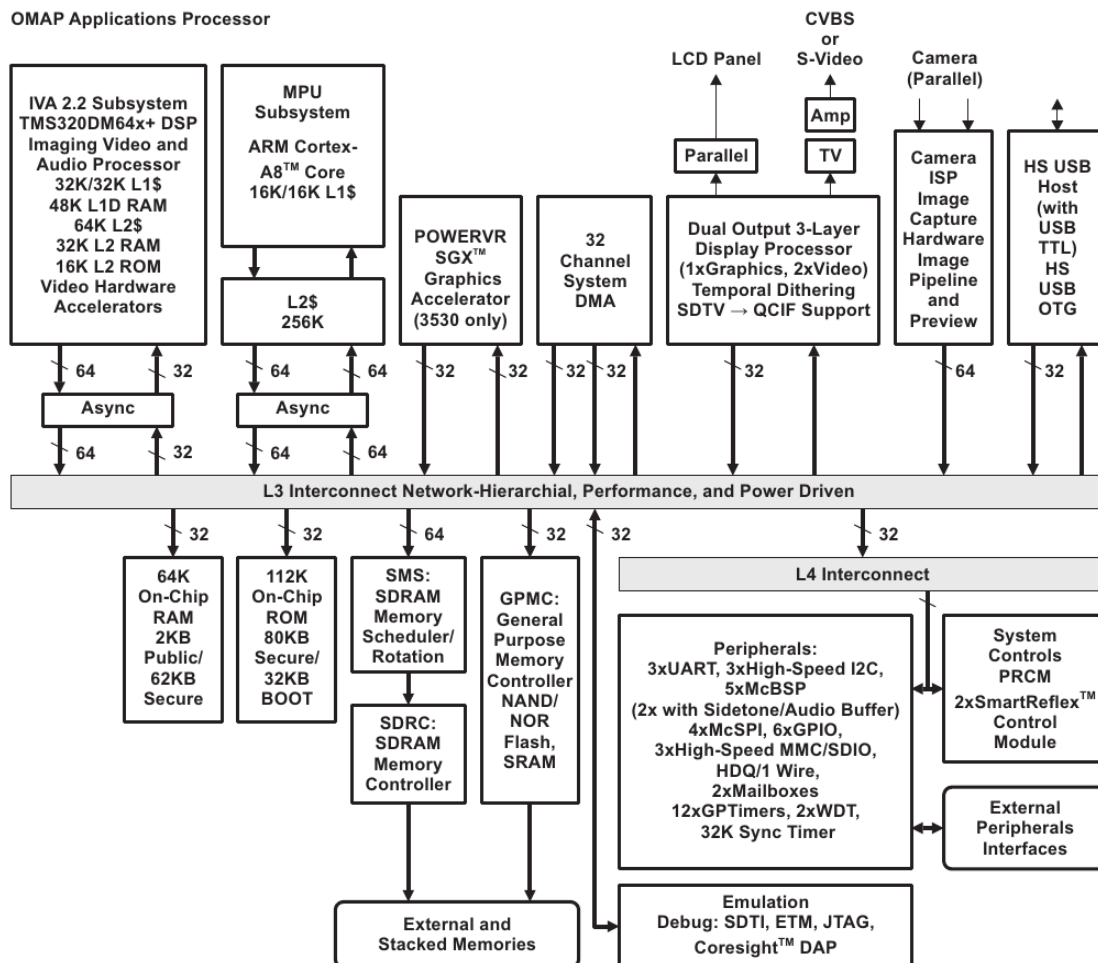 OMAP Applications Processor
CVBS
or
S-Video
LCD Panel
Camera
(Parallel)
Amp
Parallel
TV
IVA 2.2 Subsystem
TMS320DM64x+ DSP
Imaging Video and
Audio Processor
32K/32K L1$
48K L1D RAM
64K L2$
32K L2 RAM
16K L2 ROM
Video Hardware
Accelerators
MPU
Subsystem
ARM Cortex-
A8™ Core
16K/16K L1$
L2$
256K
POWERVR
SGX™
Graphics
Accelerator
(3530 only)
32
Channel
System
DMA
Dual Output 3-Layer
Display Processor
(1xGraphics, 2xVideo)
Temporal Dithering
SDTV → QCIF Support
Camera
ISP
Image
Capture
Hardware
Image
Pipeline
and
Preview
HS USB
Host
(with
USB
TTL)
HS
USB
OTG
64
32
64
64
32
32
32
32
32
64
32
Async
Async
64
32
64
64
L3 Interconnect Network-Hierarchial, Performance, and Power Driven
32
32
64
32
32
32
64K
On-Chip
RAM
2KB
Public/
62KB
Secure
112K
On-Chip
ROM
80KB
Secure/
32KB
BOOT
SMS:
SDRAM
Memory
Scheduler/
Rotation
SDRC:
SDRAM
Memory
Controller
GPMC:
General
Purpose
Memory
Controller
NAND/
NOR
Flash,
SRAM
L4 Interconnect
Peripherals:
3xUART, 3xHigh-Speed I2C,
5xMcBSP
(2x with Sidetone/Audio Buffer)
4xMcSPI, 6xGPIO,
3xHigh-Speed MMC/SDIO,
HDQ/1 Wire,
2xMailboxes
12xGPTimers, 2xWDT,
32K Sync Timer
System
Controls
PRCM
2xSmartReflex™
Control
Module
External
Peripherals
Interfaces
External and
Stacked Memories
Emulation
Debug: SDTI, ETM, JTAG,
Coresight™ DAP